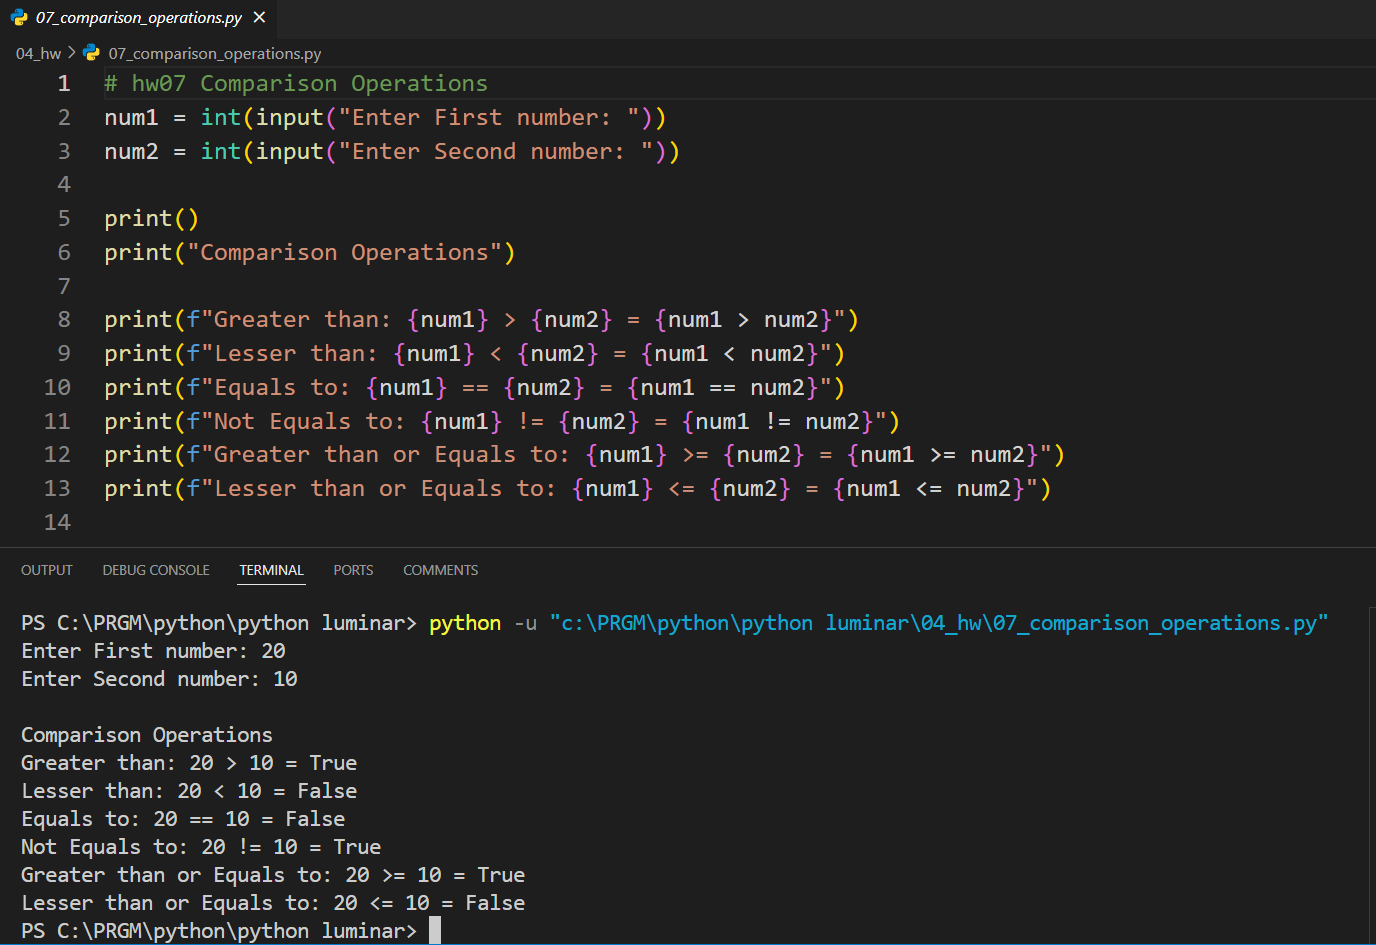 07_comparison_operations.py ×
04_hw > 07_comparison_operations.py
1 # hw07 Comparison Operations
2 num1 = int(input("Enter First number: "))
3 num2 = int(input("Enter Second number: "))
4
5 print()
6 print("Comparison Operations")
7
8 print(f"Greater than: {num1} > {num2} = {num1 > num2}")
9 print(f"Lesser than: {num1} < {num2} = {num1 < num2}")
10 print(f"Equals to: {num1} == {num2} = {num1 == num2}")
11 print(f"Not Equals to: {num1} != {num2} = {num1 != num2}")
12 print(f"Greater than or Equals to: {num1} >= {num2} = {num1 >= num2}")
13 print(f"Lesser than or Equals to: {num1} <= {num2} = {num1 <= num2}")
14
OUTPUT DEBUG CONSOLE TERMINAL PORTS COMMENTS
PS C:\PRGM\python\python luminar> python -u "c:\PRGM\python\python luminar\04_hw\07_comparison_operations.py"
Enter First number: 20
Enter Second number: 10
Comparison Operations
Greater than: 20 > 10 = True
Lesser than: 20 < 10 = False
Equals to: 20 == 10 = False
Not Equals to: 20 != 10 = True
Greater than or Equals to: 20 >= 10 = True
Lesser than or Equals to: 20 <= 10 = False
PS C:\PRGM\python\python luminar>